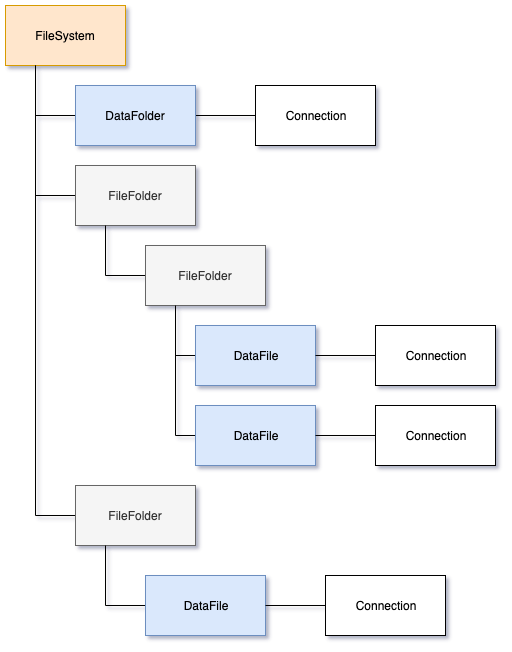 FileSystem
DataFolder
Connection
FileFolder
FileFolder
DataFile
Connection
DataFile
Connection
FileFolder
DataFile
Connection